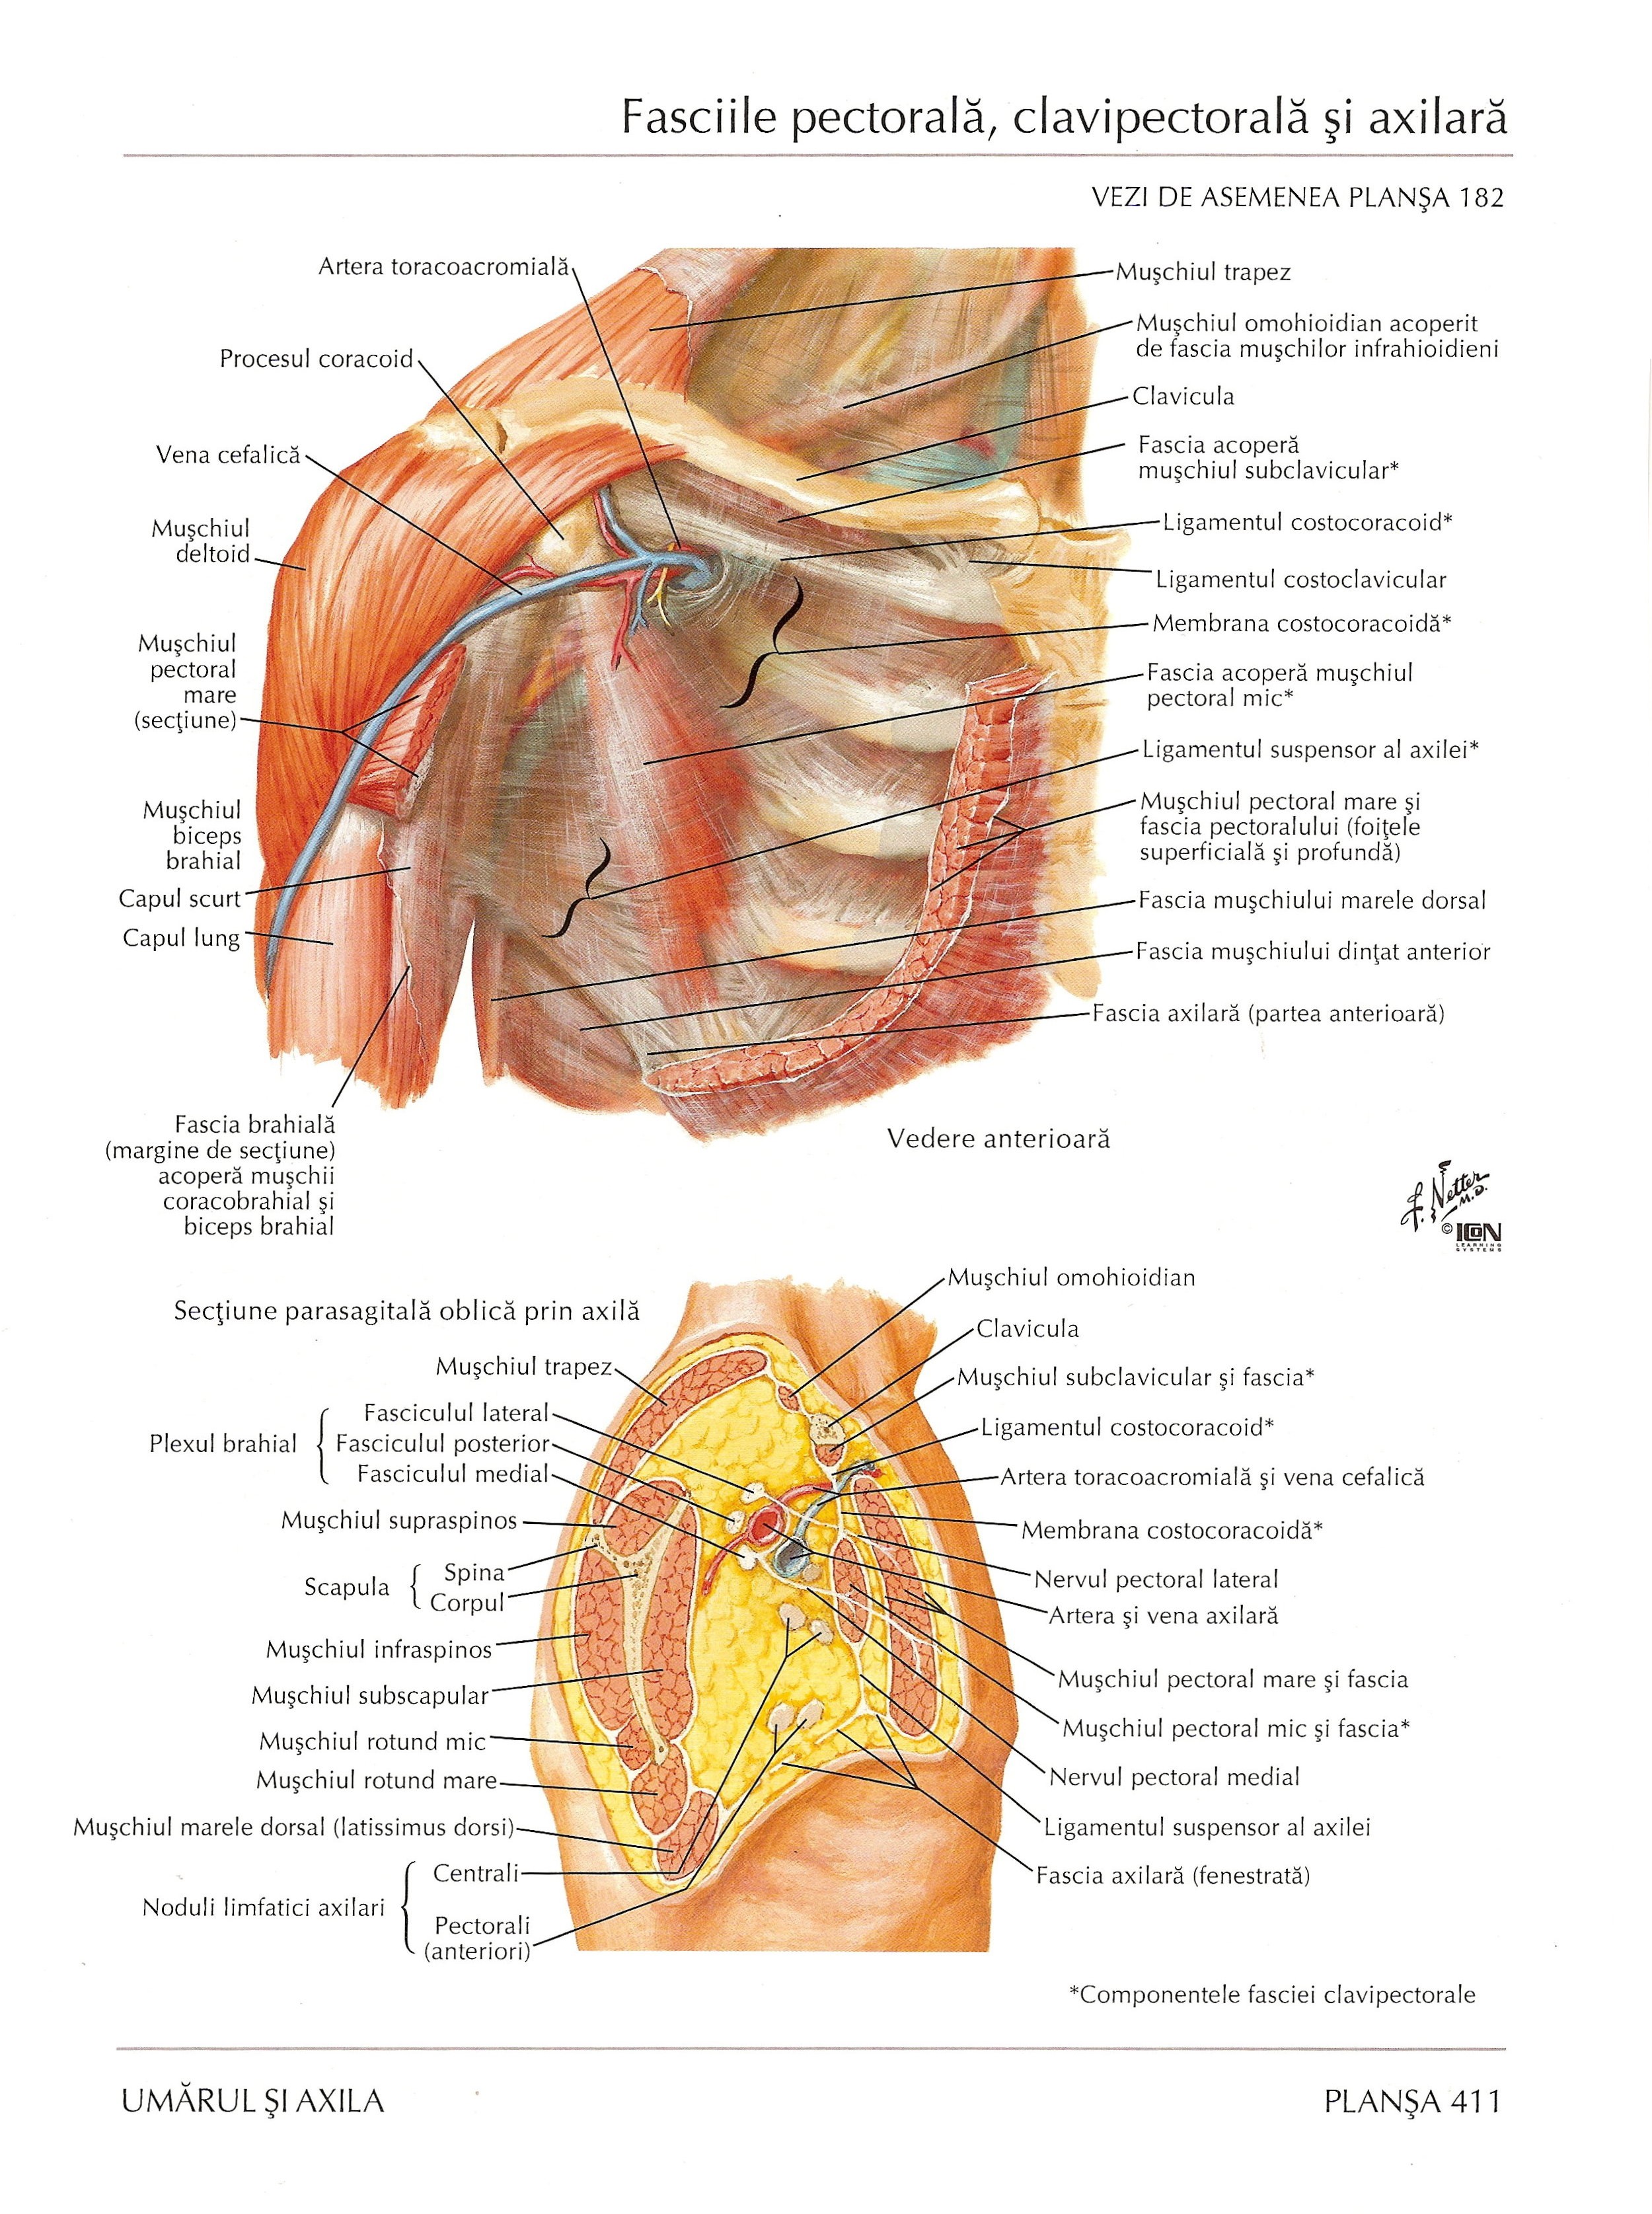 Fasciile pectorală, clavipectorală şi axilară
VEZI DE ASEMENEA PLANŞA 182
Artera toracoacromială
Procesul coracoid
Vena cefalică
Muşchiul
deltoid
Muşchiul
pectoral
mare
(secţiune)
Muşchiul
biceps
brahial
Capul scurt
Capul lung
Fascia brahială
(margine de secţiune)
acoperă muşchii
coracobrahial şi
biceps brahial
Muşchiul trapez
Muşchiul omohioidian acoperit
de fascia muşchilor infrahioidieni
Clavicula
Fascia acoperă
muşchiul subclavicular*
Ligamentul costocoracoid*
Ligamentul costoclavicular
Membrana costocoracoidă*
Fascia acoperă muşchiul
pectoral mic*
Ligamentul suspensor al axilei*
Muşchiul pectoral mare şi
fascia pectoralului (foiţele
superficială şi profundă)
Fascia muşchiului marele dorsal
Fascia muşchiului dinţat anterior
Fascia axilară (partea anterioară)
Vedere anterioară
F. Netter
M.D.
© ICON
LEARNING
SYSTEMS
Secţiune parasagitală oblică prin axilă
Muşchiul trapez
Plexul brahial
Fasciculul lateral
Fasciculul posterior
Fasciculul medial
Muşchiul supraspinos
Scapula
Spina
Corpul
Muşchiul infraspinos
Muşchiul subscapular
Muşchiul rotund mic
Muşchiul rotund mare
Muşchiul marele dorsal (latissimus dorsi)
Noduli limfatici axilari
Centrali
Pectorali
(anteriori)
Muşchiul omohioidian
Clavicula
Muşchiul subclavicular şi fascia*
Ligamentul costocoracoid*
Artera toracoacromială şi vena cefalică
Membrana costocoracoidă*
Nervul pectoral lateral
Artera şi vena axilară
Muşchiul pectoral mare şi fascia
Muşchiul pectoral mic şi fascia*
Nervul pectoral medial
Ligamentul suspensor al axilei
Fascia axilară (fenestrată)
*Componentele fasciei clavipectorale
UMĂRUL ŞI AXILA
PLANŞA 411